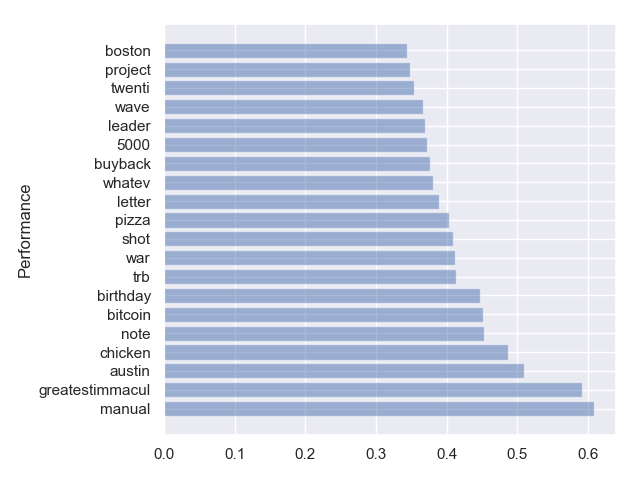 boston
project
twenti
wave
leader
5000
buyback
whatev
letter
pizza
shot
war
trb
birthday
bitcoin
note
chicken
austin
greatestimmacul
manual
Performance
0.0 0.1 0.2 0.3 0.4 0.5 0.6